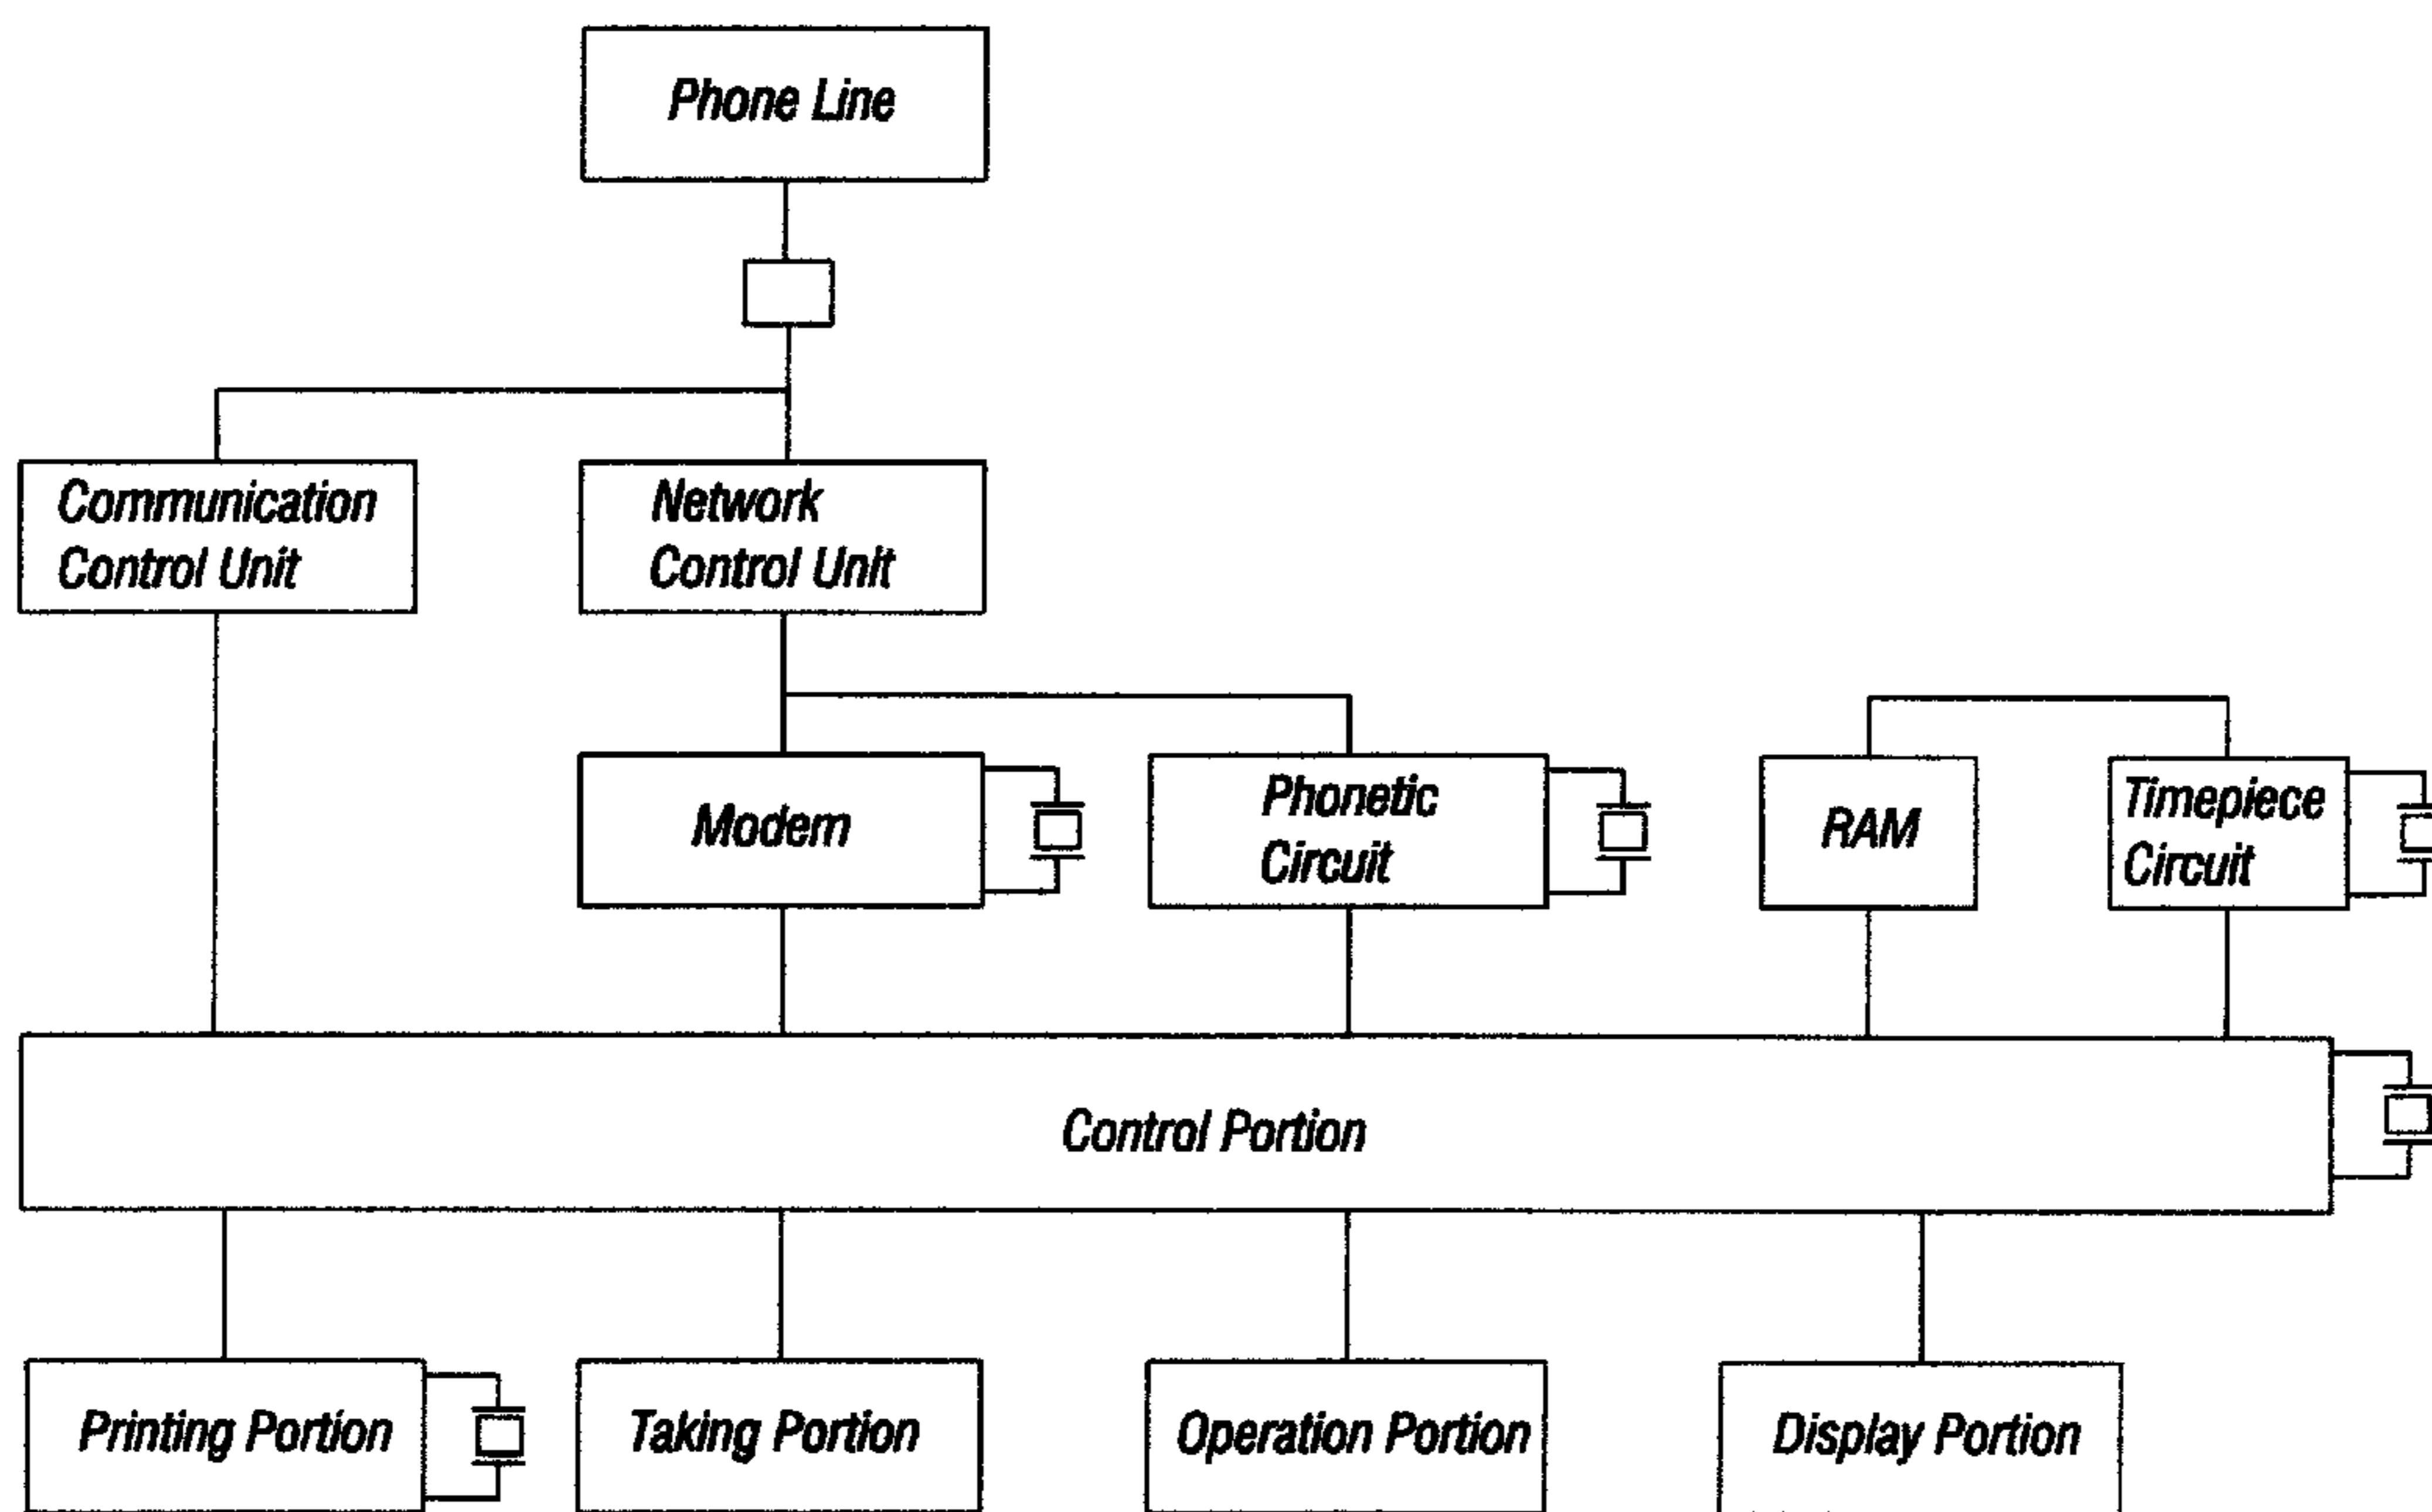 Phone Line
Communication
Control Unit
Network
Control Unit
Modem
Phonetic
Circuit
RAM
Timepiece
Circuit
Control Portion
Printing Portion
Taking Portion
Operation Portion
Display Portion